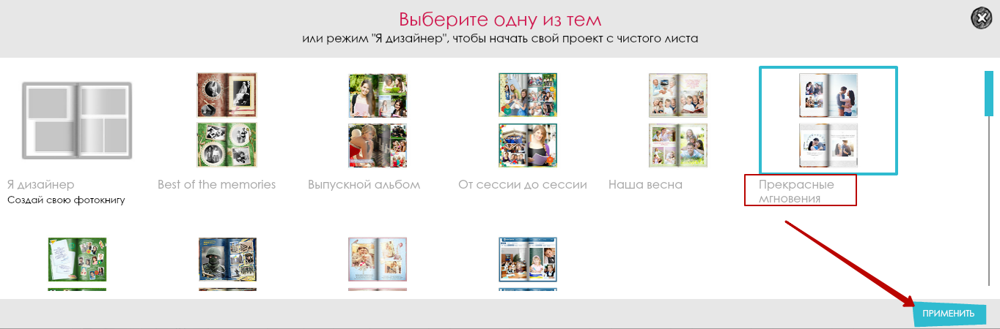 Выберите одну из тем
или режим "Я дизайнер", чтобы начать свой проект с чистого листа
Я дизайнер
Создай свою фотокнигу
Best of the memories
Выпускной альбом
От сессии до сессии
Наша весна
Прекрасные
мгновения
ПРИМЕНИТЬ